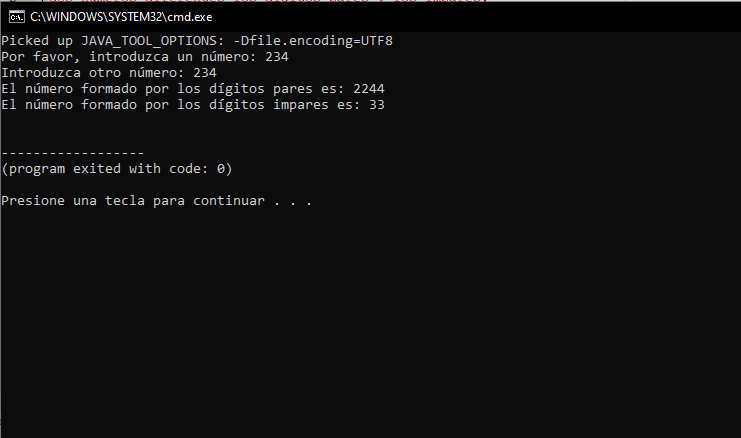 C:\WINDOWS\SYSTEM32\cmd.exe
Picked up JAVA_TOOL_OPTIONS: -Dfile.encoding=UTF8
Por favor, introduzca un número: 234
Introduzca otro número: 234
El número formado por los dígitos pares es: 2244
El número formado por los dígitos impares es: 33
------------------
(program exited with code: 0)
Presione una tecla para continuar . . .